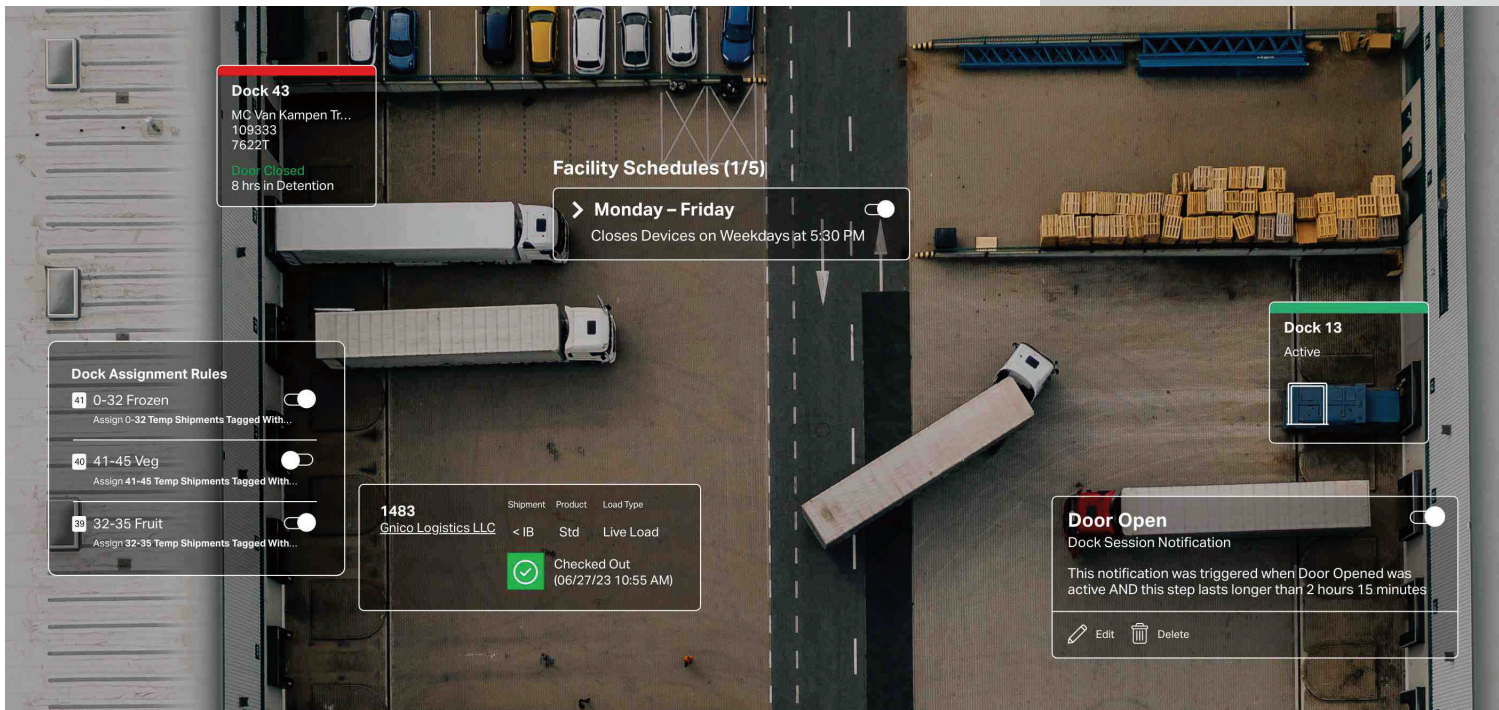 Dock 43
MC Van Kampen Tr...
109333
7622T
Door Closed
8 hrs in Detention
Facility Schedules (1/5)
Monday – Friday
Closes Devices on Weekdays at 5:30 PM
Dock 13
Active
Dock Assignment Rules
41 0-32 Frozen
Assign 0-32 Temp Shipments Tagged With...
40 41-45 Veg
Assign 41-45 Temp Shipments Tagged With...
39 32-35 Fruit
Assign 32-35 Temp Shipments Tagged With...
1483 Shipment Product Load Type
Gnico Logistics LLC < IB Std Live Load
Checked Out
(06/27/23 10:55 AM)
Door Open
Dock Session Notification
This notification was triggered when Door Opened was
active AND this step lasts longer than 2 hours 15 minutes
Edit Delete